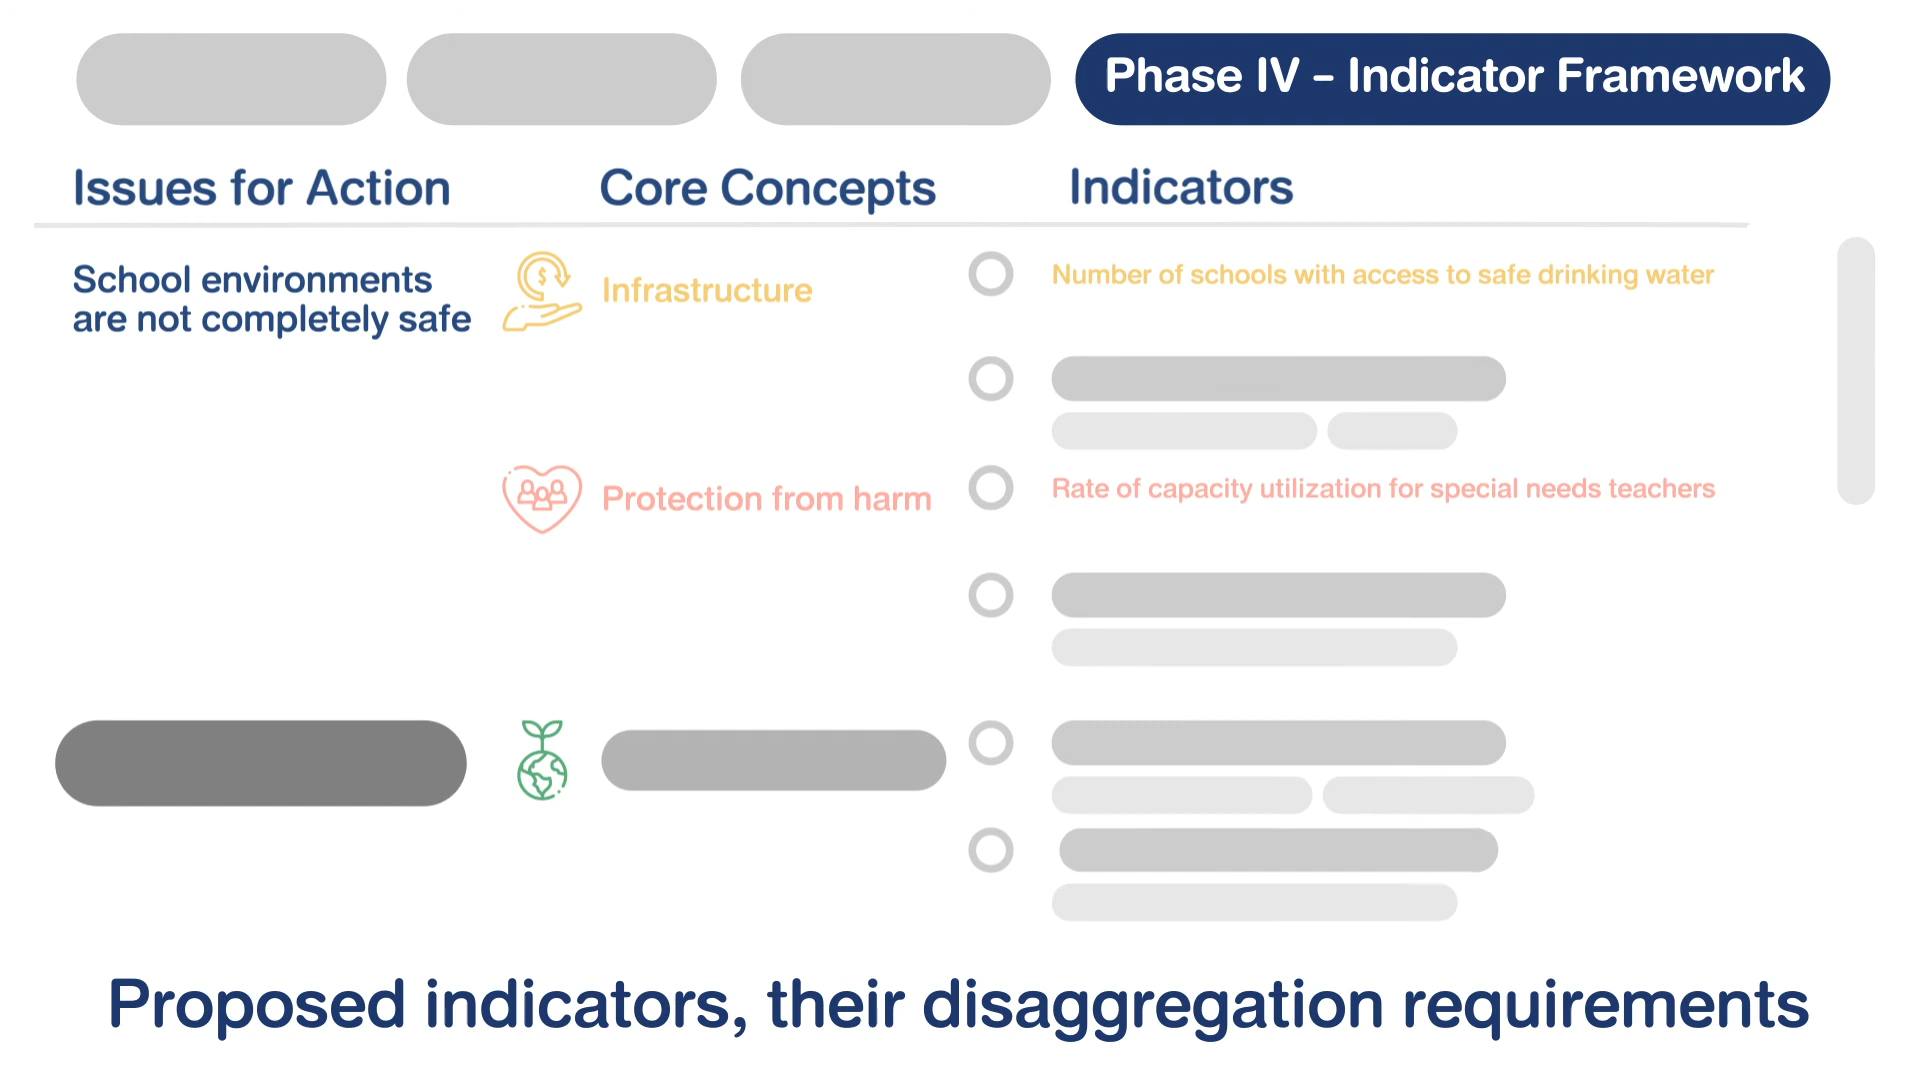 Phase IV – Indicator Framework
Issues for Action
Core Concepts
Indicators
School environments
are not completely safe
$
Infrastructure
Number of schools with access to safe drinking water
Protection from harm
Rate of capacity utilization for special needs teachers
Proposed indicators, their disaggregation requirements